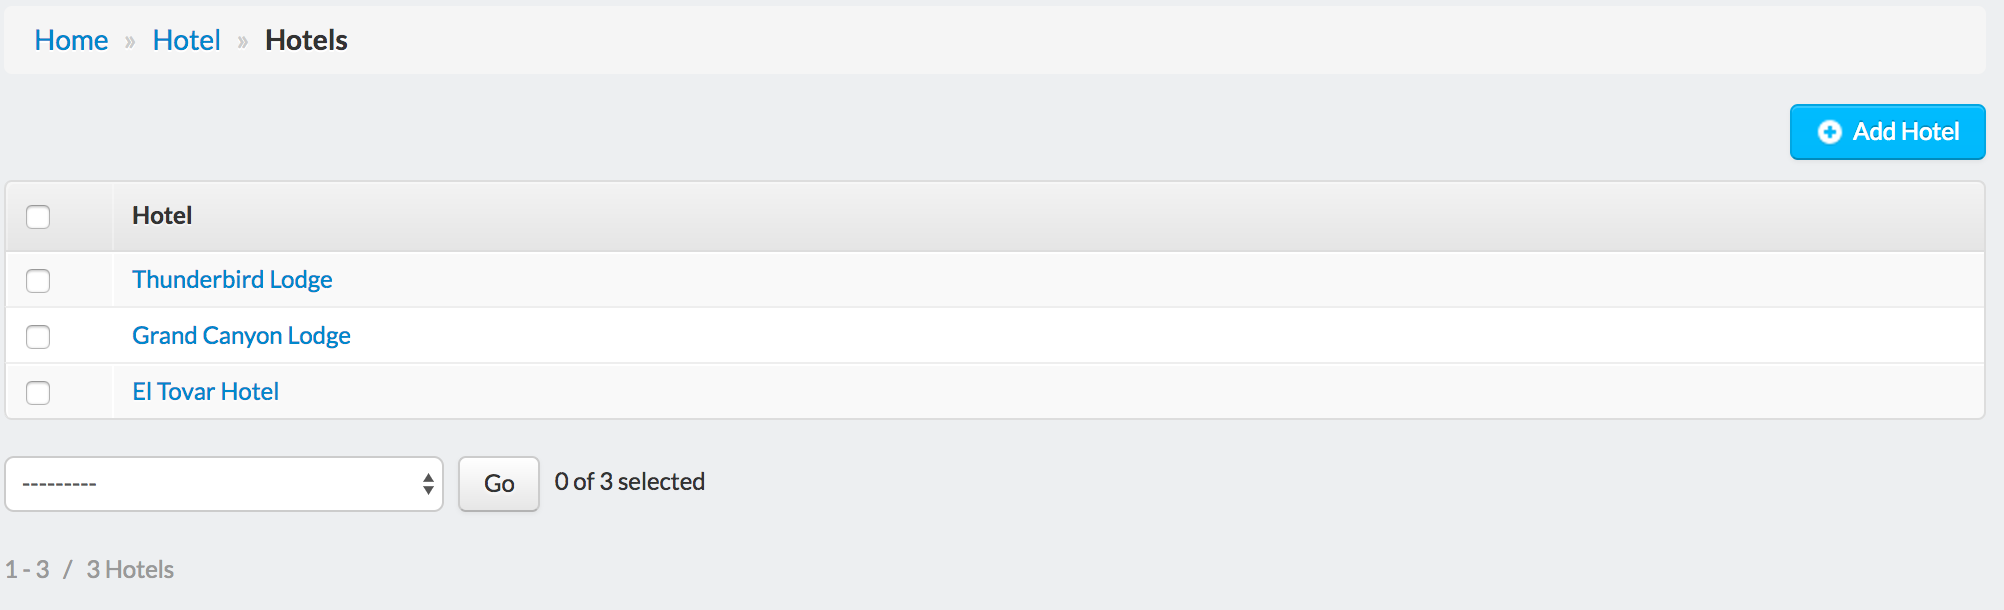 Home » Hotel » Hotels
Add Hotel
Hotel
Thunderbird Lodge
Grand Canyon Lodge
El Tovar Hotel
--------- Go 0 of 3 selected
1 - 3 / 3 Hotels